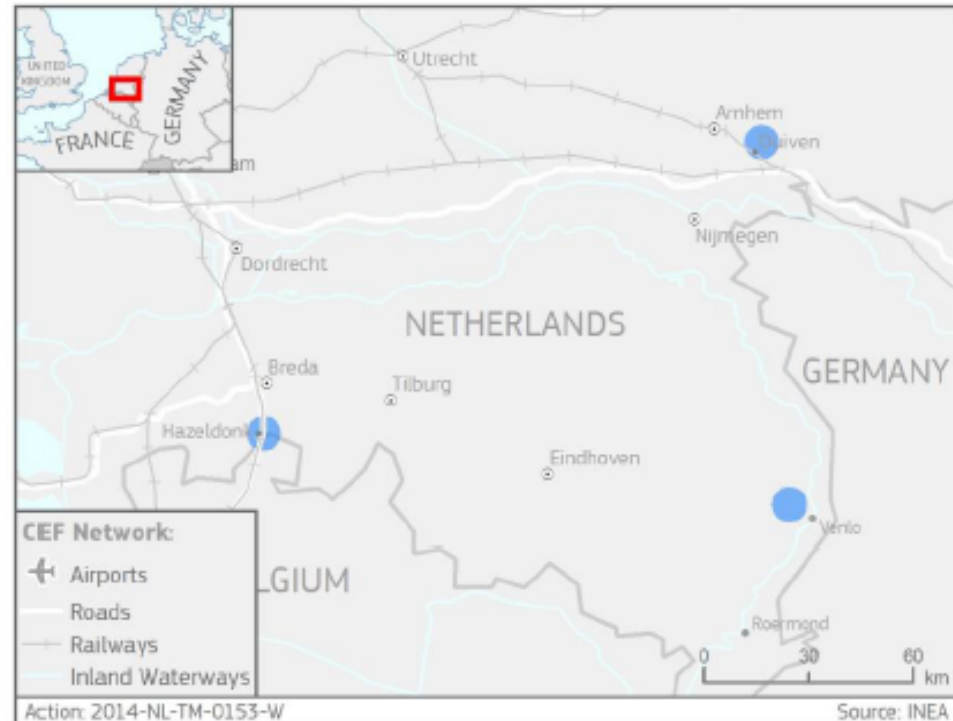 UNITED
KINGDOM
GERMANY
FRANCE
Utrecht
Arnhem
Duiven
am
Nijmegen
Dordrecht
NETHERLANDS
GERMANY
Breda
Tilburg
Hazeldonk
Eindhoven
Venlo
LGIUM
Roermond
CEF Network:
Airports
Roads
Railways
Inland Waterways
0 30 60
km
Action: 2014-NL-TM-0153-W
Source: INEA